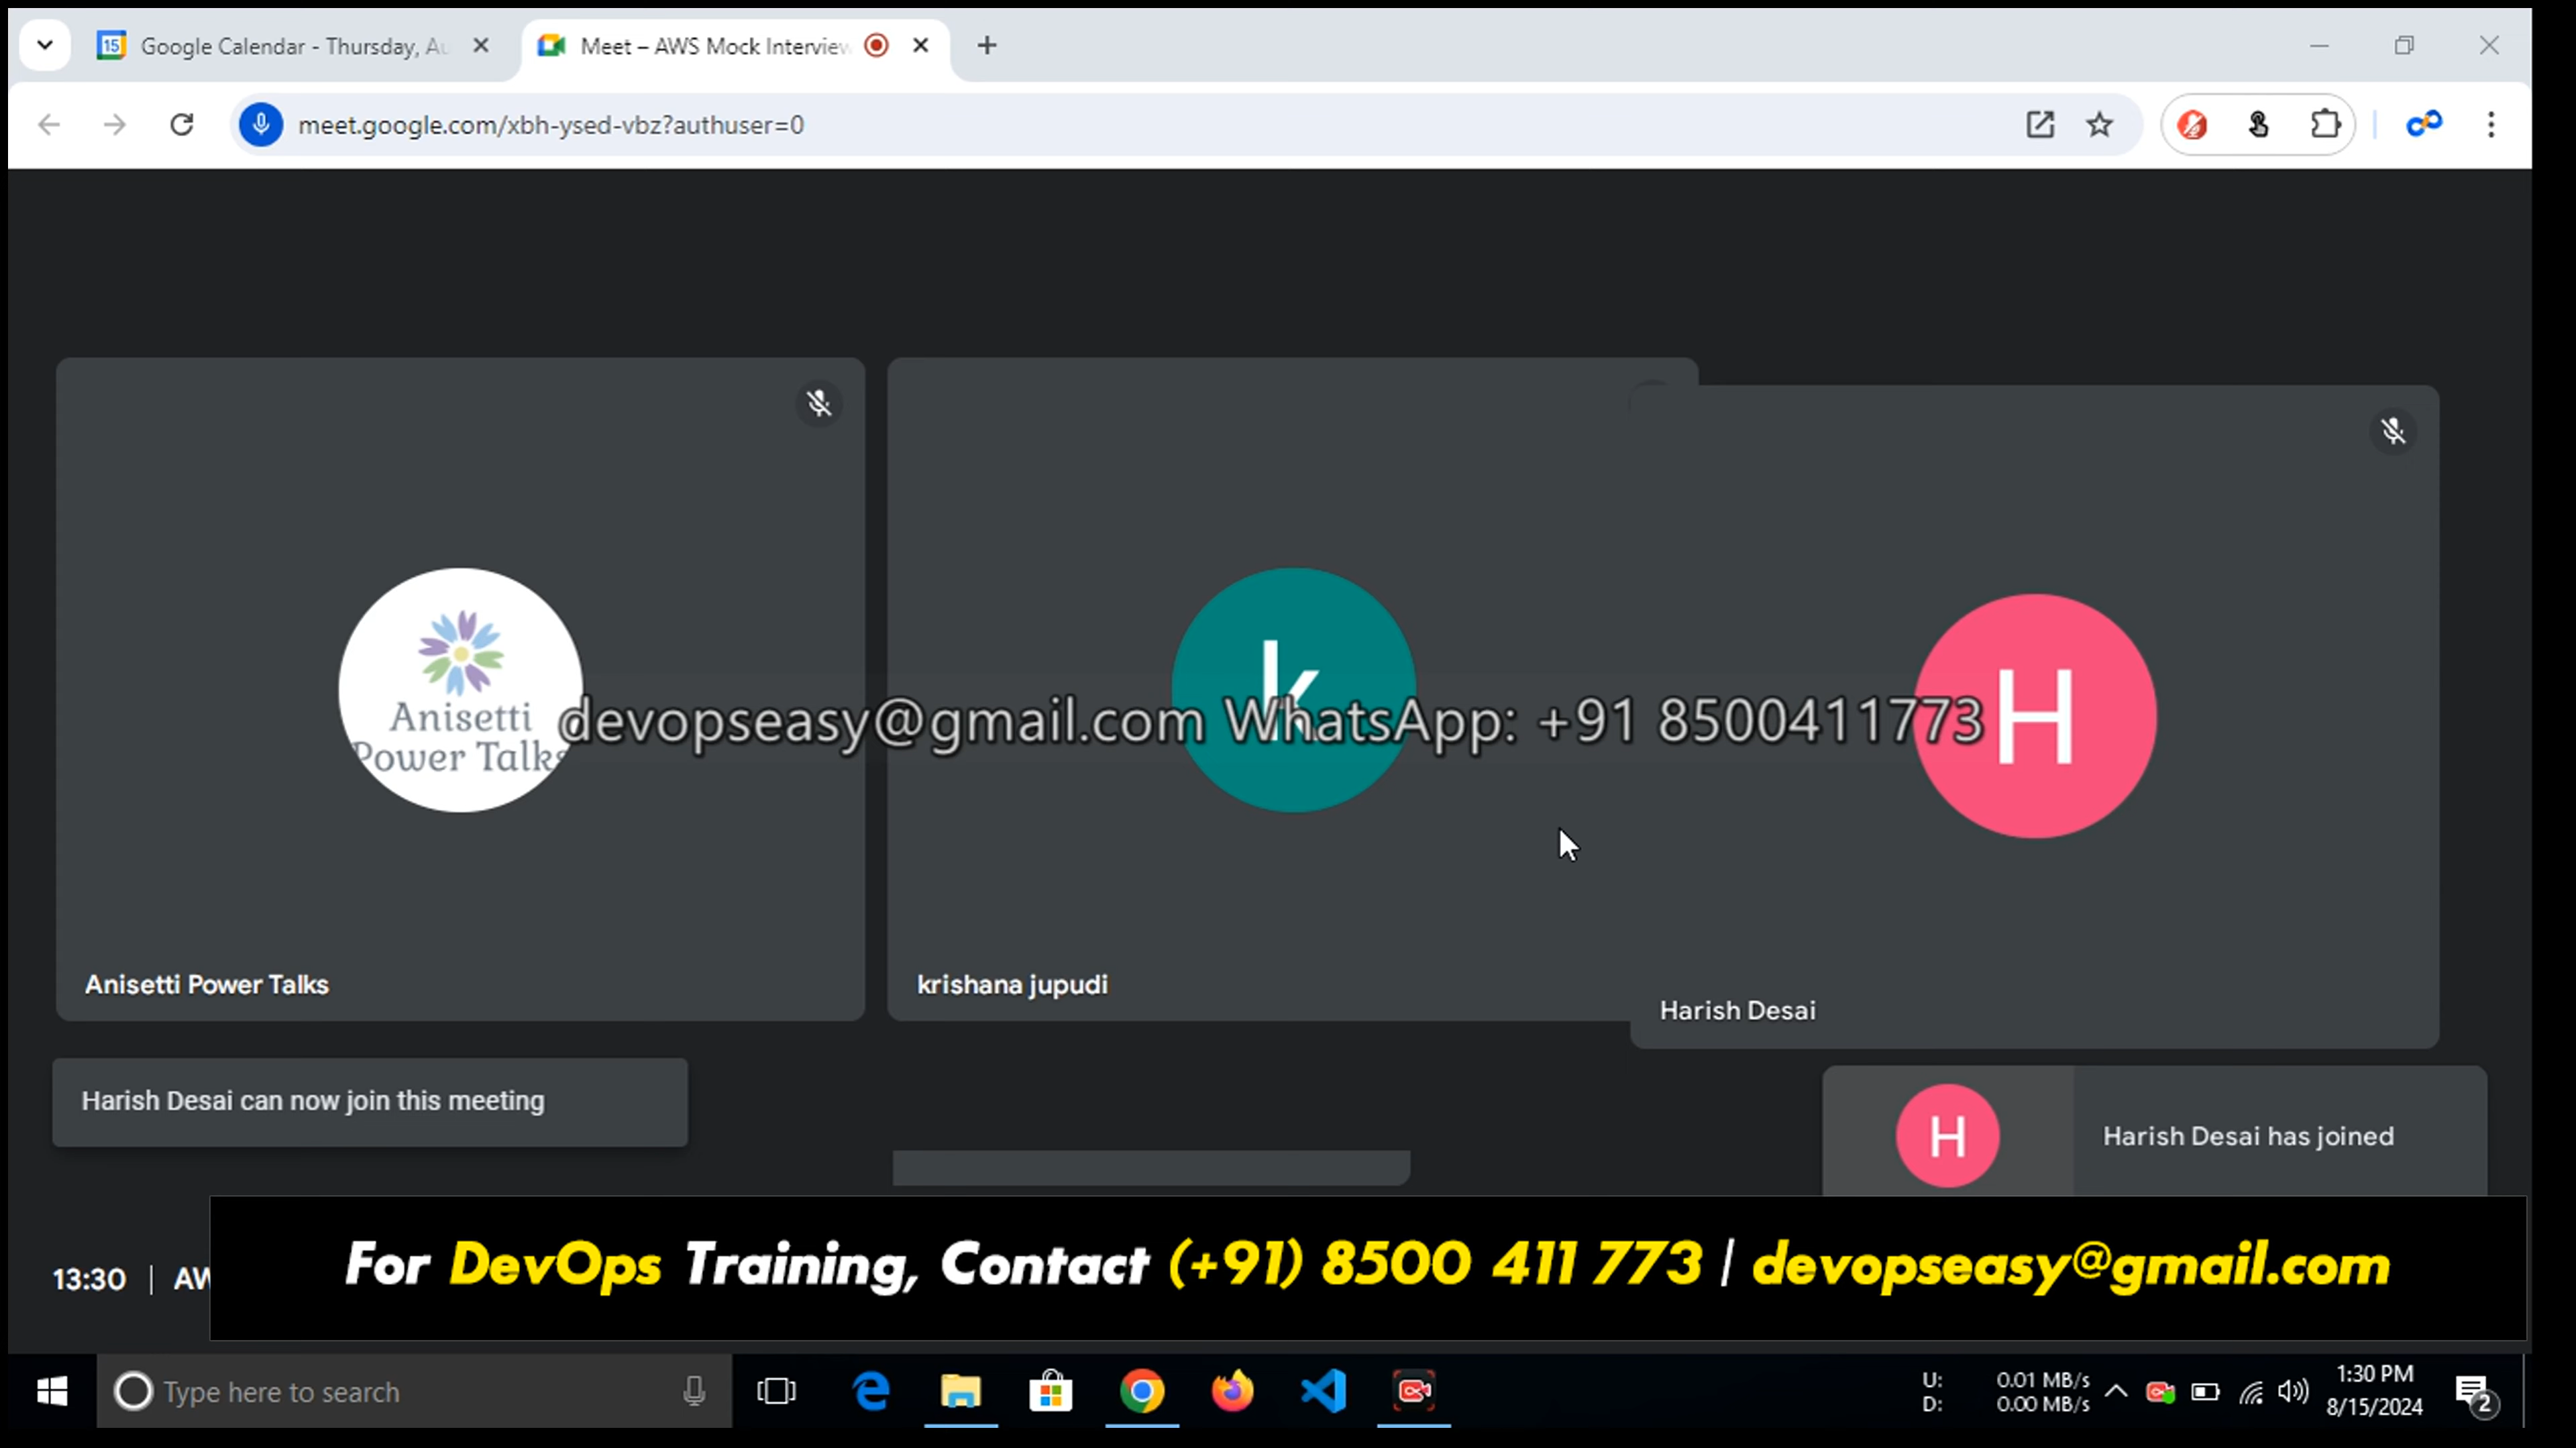 15 Google Calendar - Thursday, Au
Meet – AWS Mock Interview
meet.google.com/xbh-ysed-vbz?authuser=0
Anisetti
Power Talks
k
H
devopseasy@gmail.com WhatsApp: +91 8500411773
Anisetti Power Talks
krishana jupudi
Harish Desai
Harish Desai can now join this meeting
H
Harish Desai has joined
13:30 | AW
For DevOps Training, Contact (+91) 8500 411 773 | devopseasy@gmail.com
Type here to search
U: 0.01 MB/s
D: 0.00 MB/s
1:30 PM
8/15/2024
2